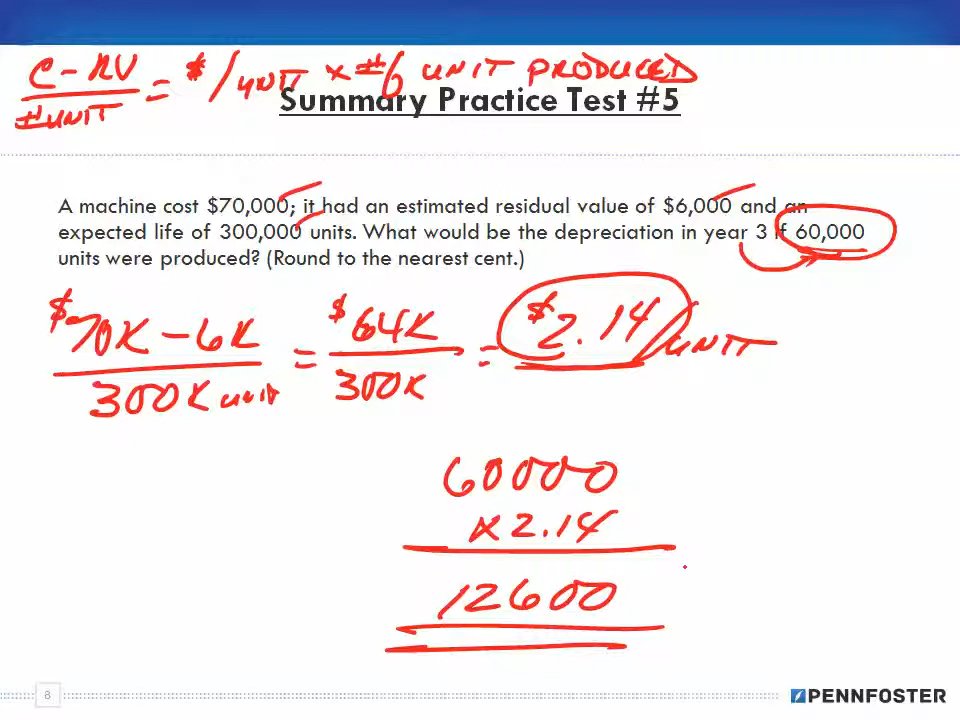 C - RV / # UNIT = $ / UNIT x # UNIT PRODUCED
Summary Practice Test #5
A machine cost $70,000; it had an estimated residual value of $6,000 and an
expected life of 300,000 units. What would be the depreciation in year 3 if 60,000
units were produced? (Round to the nearest cent.)
$70K - 6K / 300K unit = $64K / 300K = $2.14 / UNIT
60000
x 2.14
12600
8
PENNFOSTER